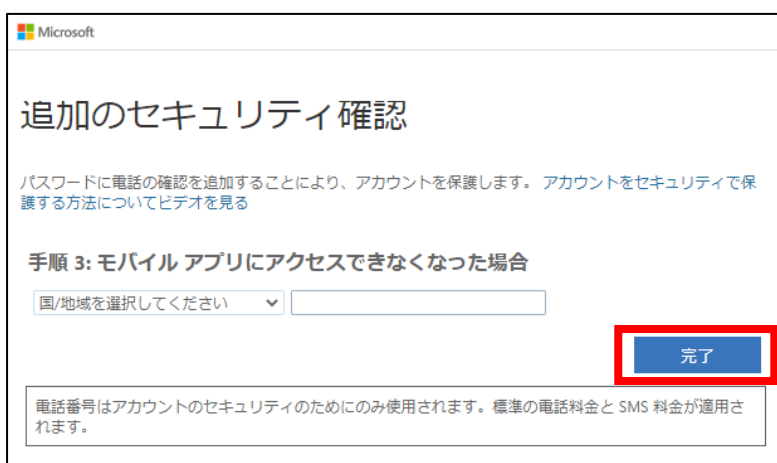 Microsoft
追加のセキュリティ確認
パスワードに電話の確認を追加することにより、アカウントを保護します。 アカウントをセキュリティで保
護する方法についてビデオを見る
手順 3: モバイル アプリにアクセスできなくなった場合
国/地域を選択してください
完了
電話番号はアカウントのセキュリティのためにのみ使用されます。標準の電話料金と SMS 料金が適用さ
れます。